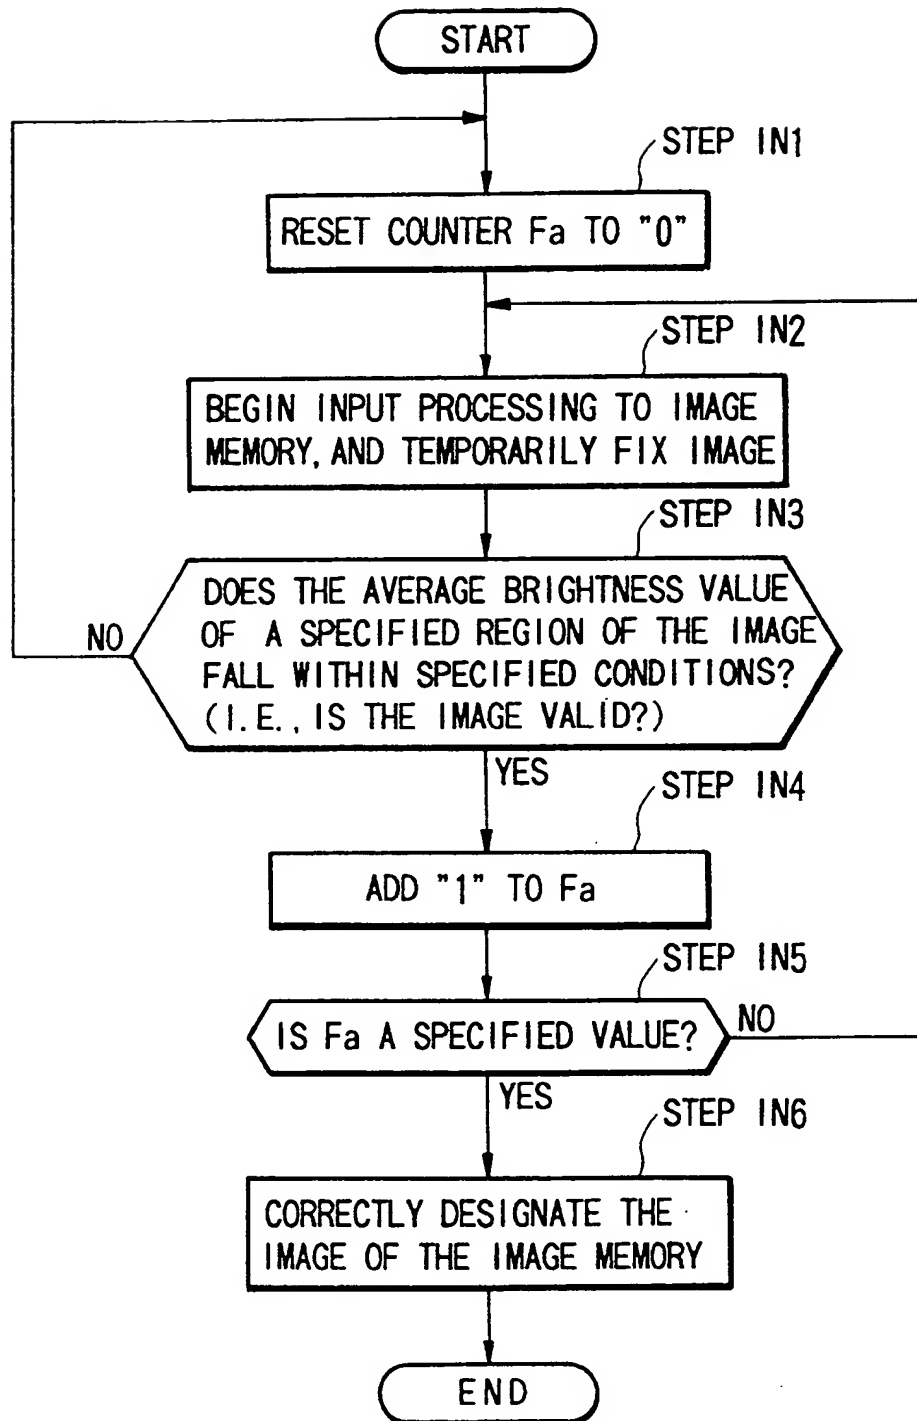 START
STEP IN1
RESET COUNTER Fa TO "0"
STEP IN2
BEGIN INPUT PROCESSING TO IMAGE
MEMORY, AND TEMPORARILY FIX IMAGE
STEP IN3
DOES THE AVERAGE BRIGHTNESS VALUE
OF A SPECIFIED REGION OF THE IMAGE
FALL WITHIN SPECIFIED CONDITIONS?
(I.E., IS THE IMAGE VALID?)
NO
YES
STEP IN4
ADD "1" TO Fa
STEP IN5
IS Fa A SPECIFIED VALUE?
NO
YES
STEP IN6
CORRECTLY DESIGNATE THE
IMAGE OF THE IMAGE MEMORY
END